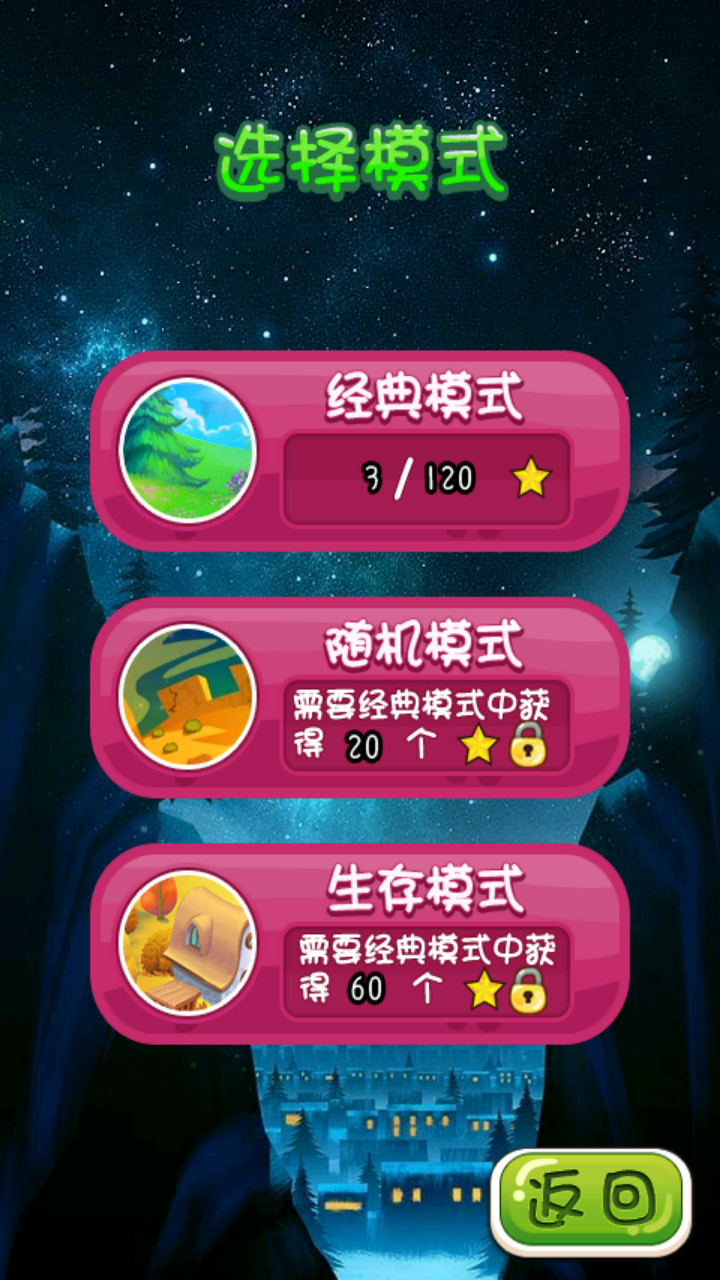 选择模式
经典模式
3 / 120
随机模式
需要经典模式中获
得 20 个
生存模式
需要经典模式中获
得 60 个
返回